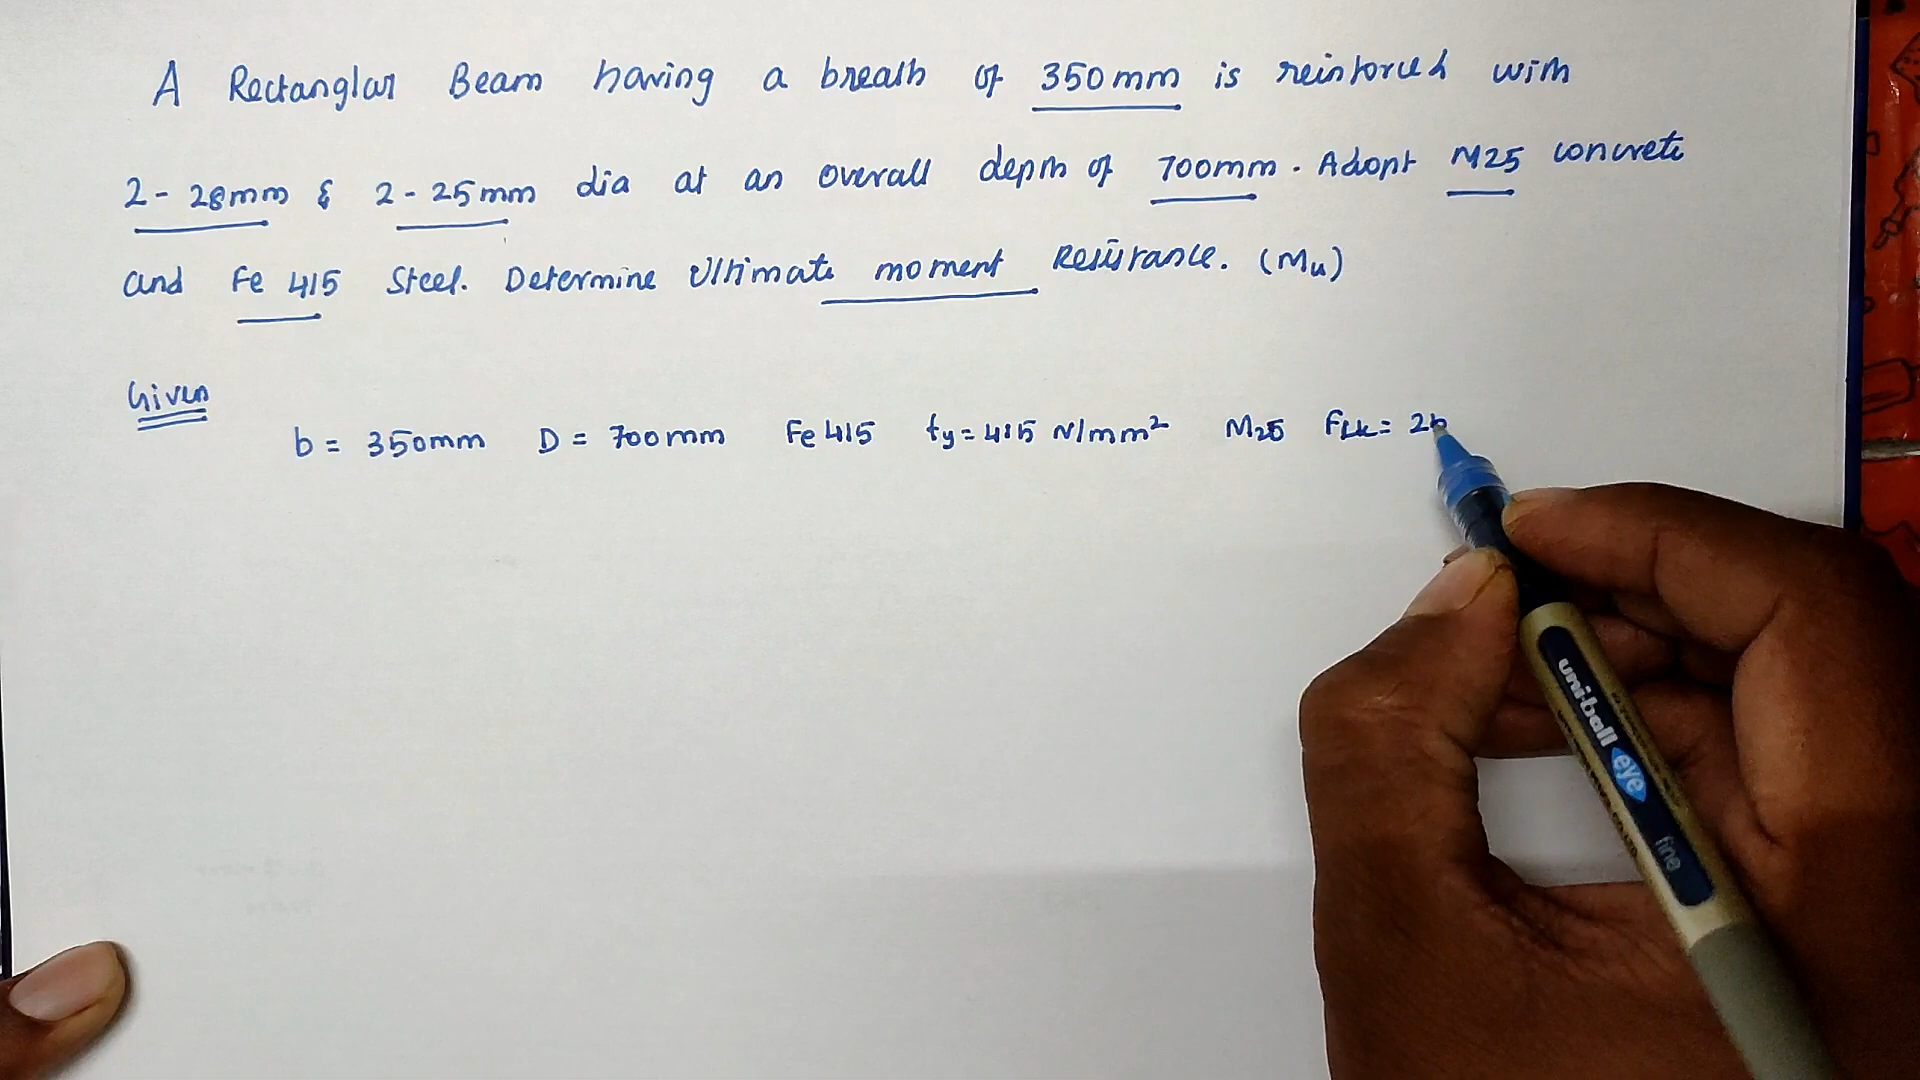 A Rectanglar Beam having a breath of 350mm is reinforced with
2 - 28mm & 2 - 25mm dia at an overall depth of 700mm. Adopt M25 concrete
and Fe 415 Steel. Determine Ultimate moment Resistance. (Mu)
Given
b = 350mm D = 700mm Fe 415 fy = 415 N/mm² M25 Fck = 25
uni-ball eye fine